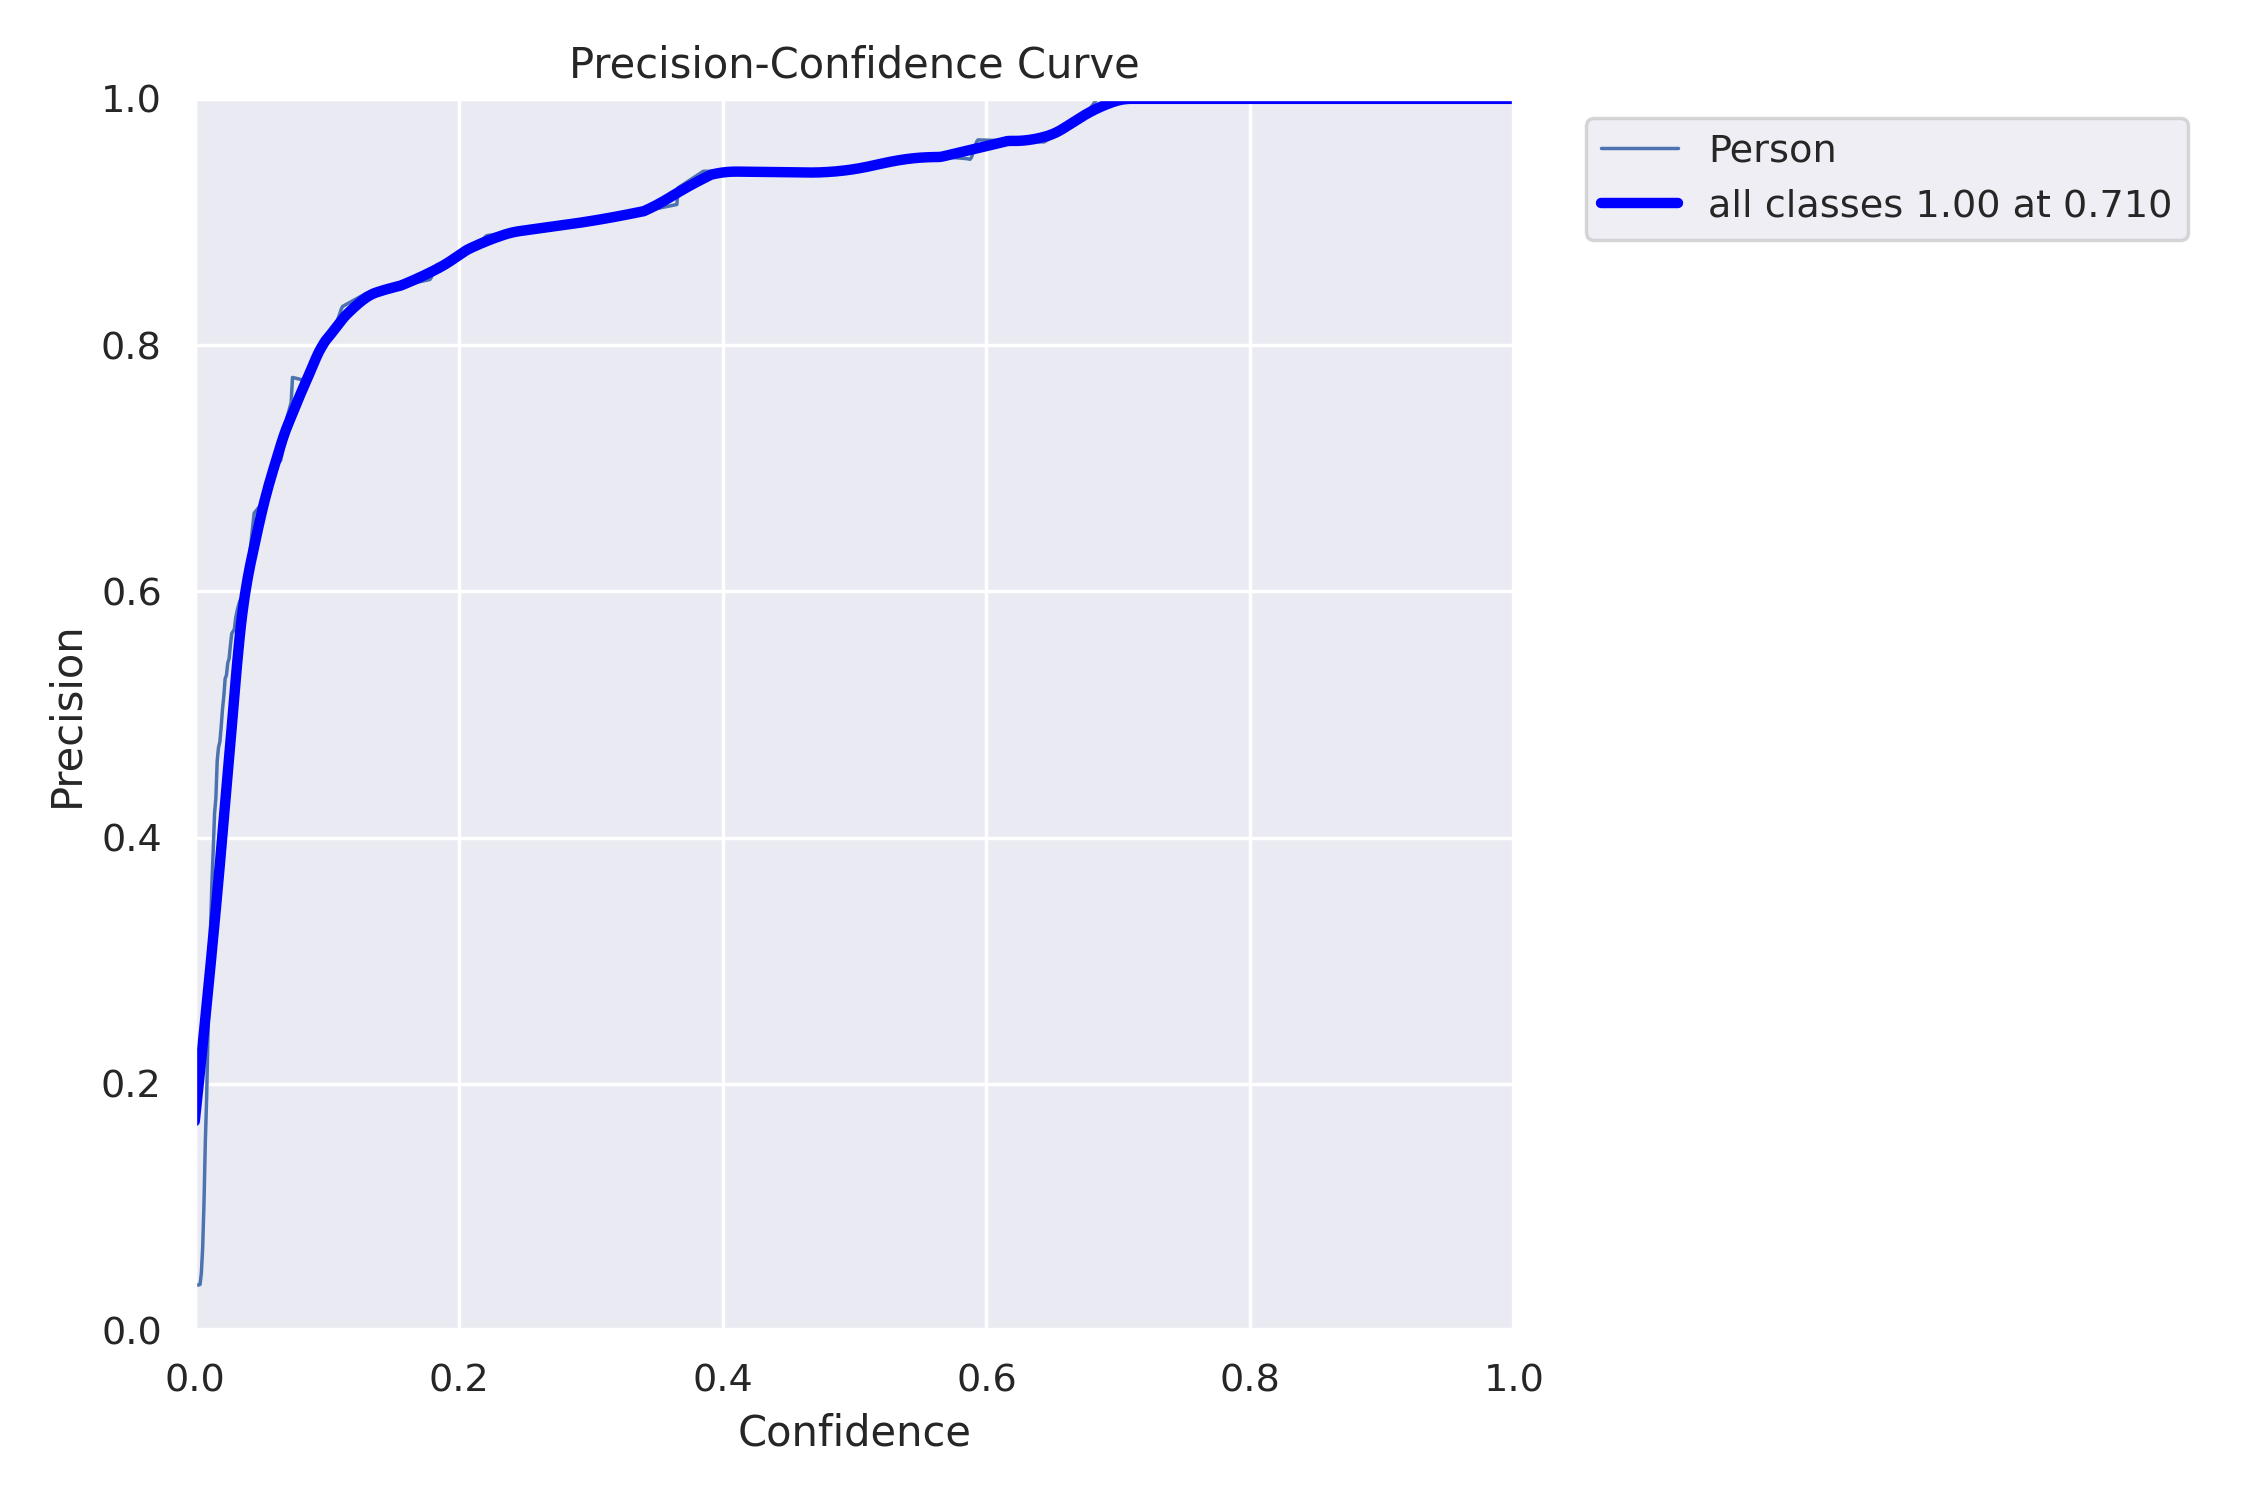 Precision-Confidence Curve
1.0
0.8
0.6
0.4
0.2
0.0
Precision
0.0 0.2 0.4 0.6 0.8 1.0
Confidence
Person
all classes 1.00 at 0.710